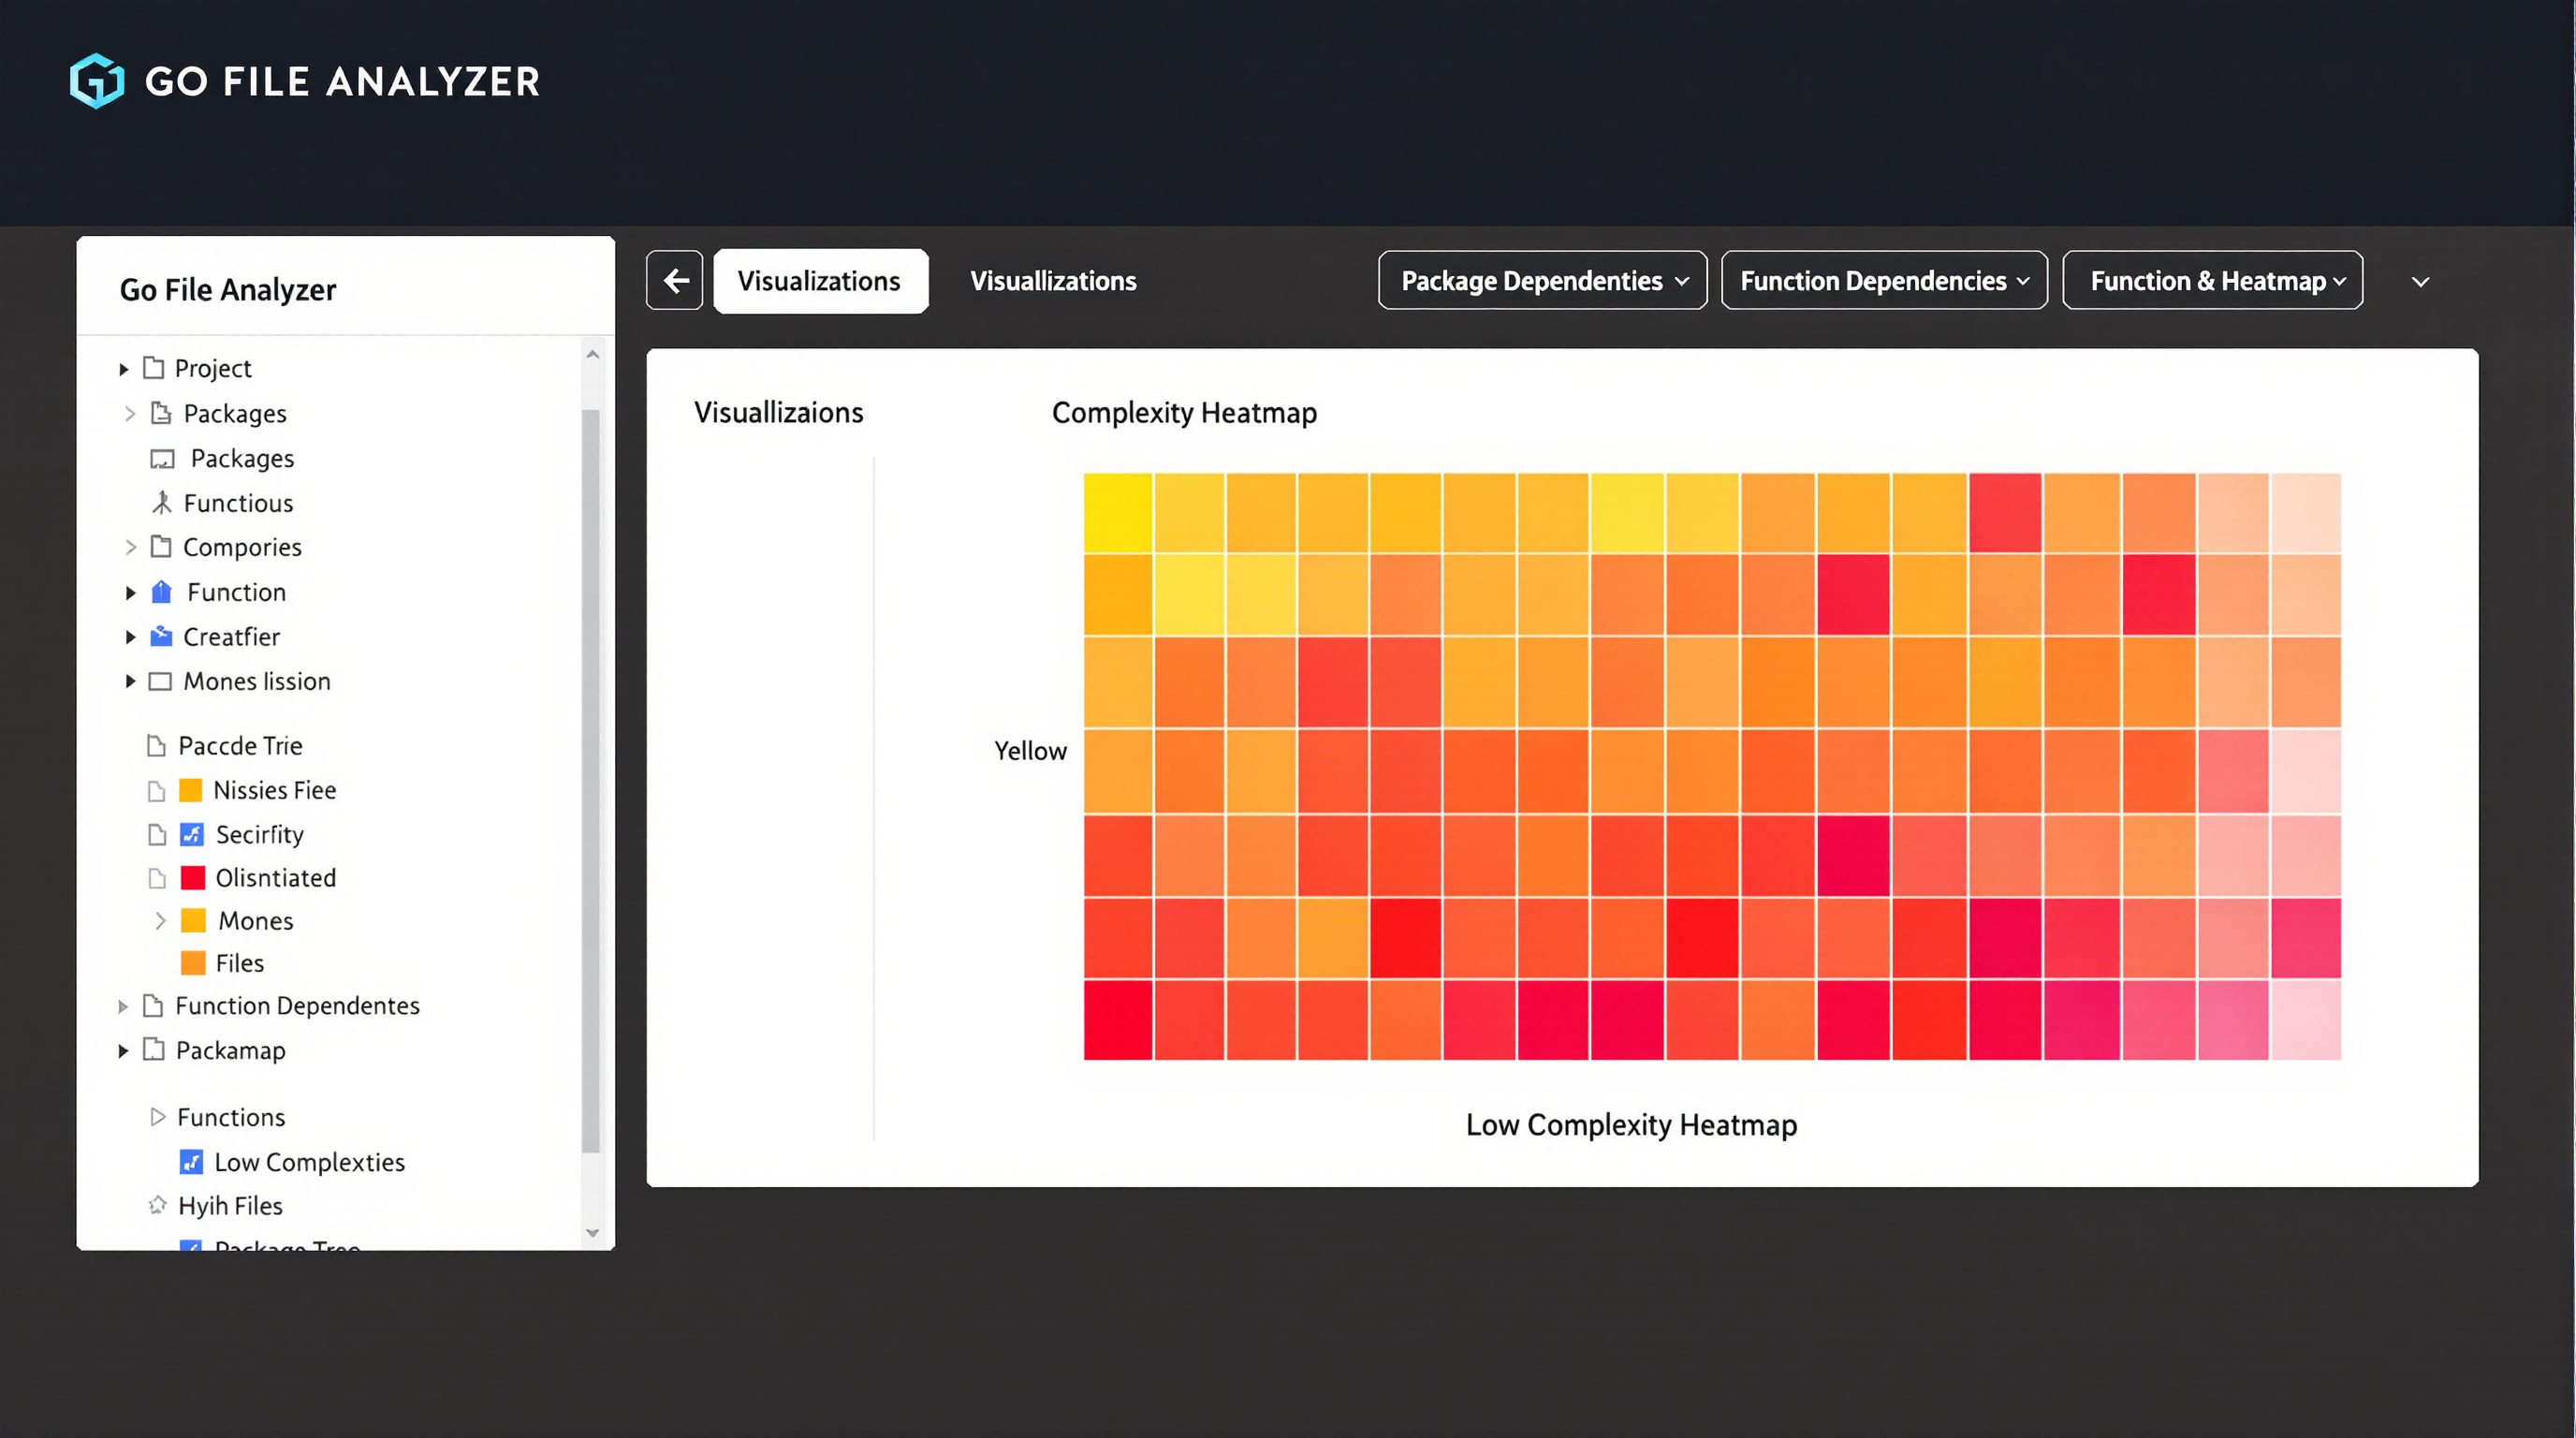 GO FILE ANALYZER
Go File Analyzer
Project
Packages
Packages
Functious
Compories
Function
Creatfier
Mones lission
Paccde Trie
Nissies Fiee
Secirfity
Olisntiated
Mones
Files
Function Dependentes
Packamap
Functions
Low Complexties
Hyih Files
Package Tree
Visualizations
Visuallizations
Package Dependenties
Function Dependencies
Function & Heatmap
Visuallizaions
Complexity Heatmap
Yellow
Low Complexity Heatmap